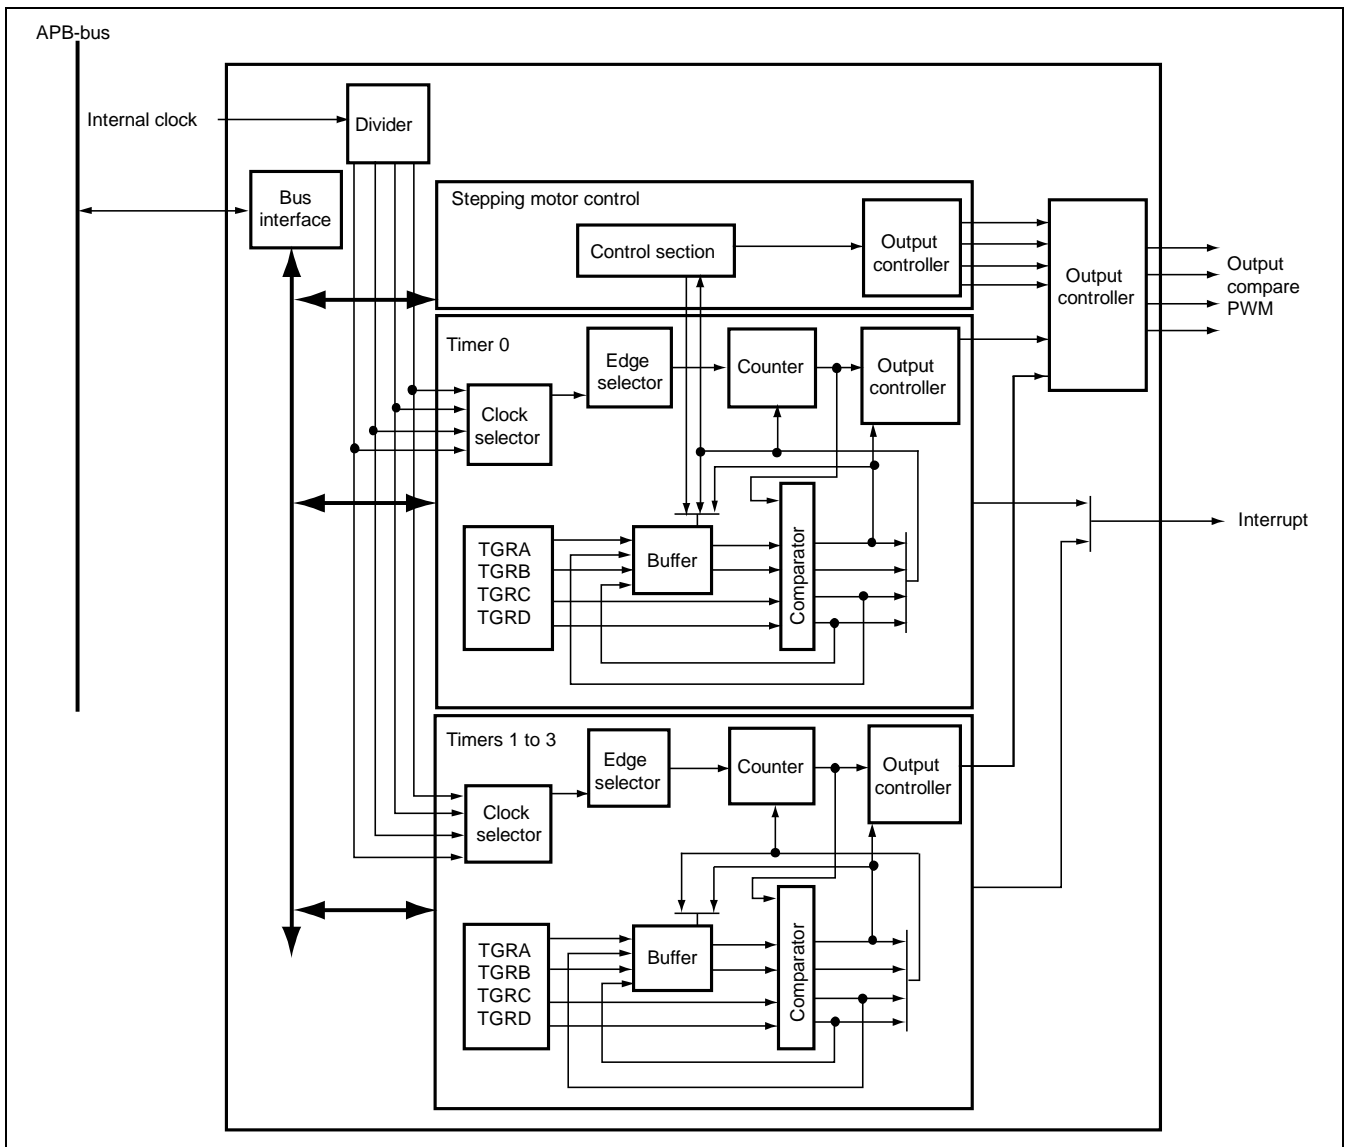 APB-bus
Internal clock
Divider
Bus
interface
Stepping motor control
Control section
Output
controller
Output
controller
Output
compare
PWM
Timer 0
Edge
selector
Counter
Output
controller
Clock
selector
TGRA
TGRB
TGRC
TGRD
Buffer
Comparator
Interrupt
Timers 1 to 3
Edge
selector
Counter
Output
controller
Clock
selector
TGRA
TGRB
TGRC
TGRD
Buffer
Comparator